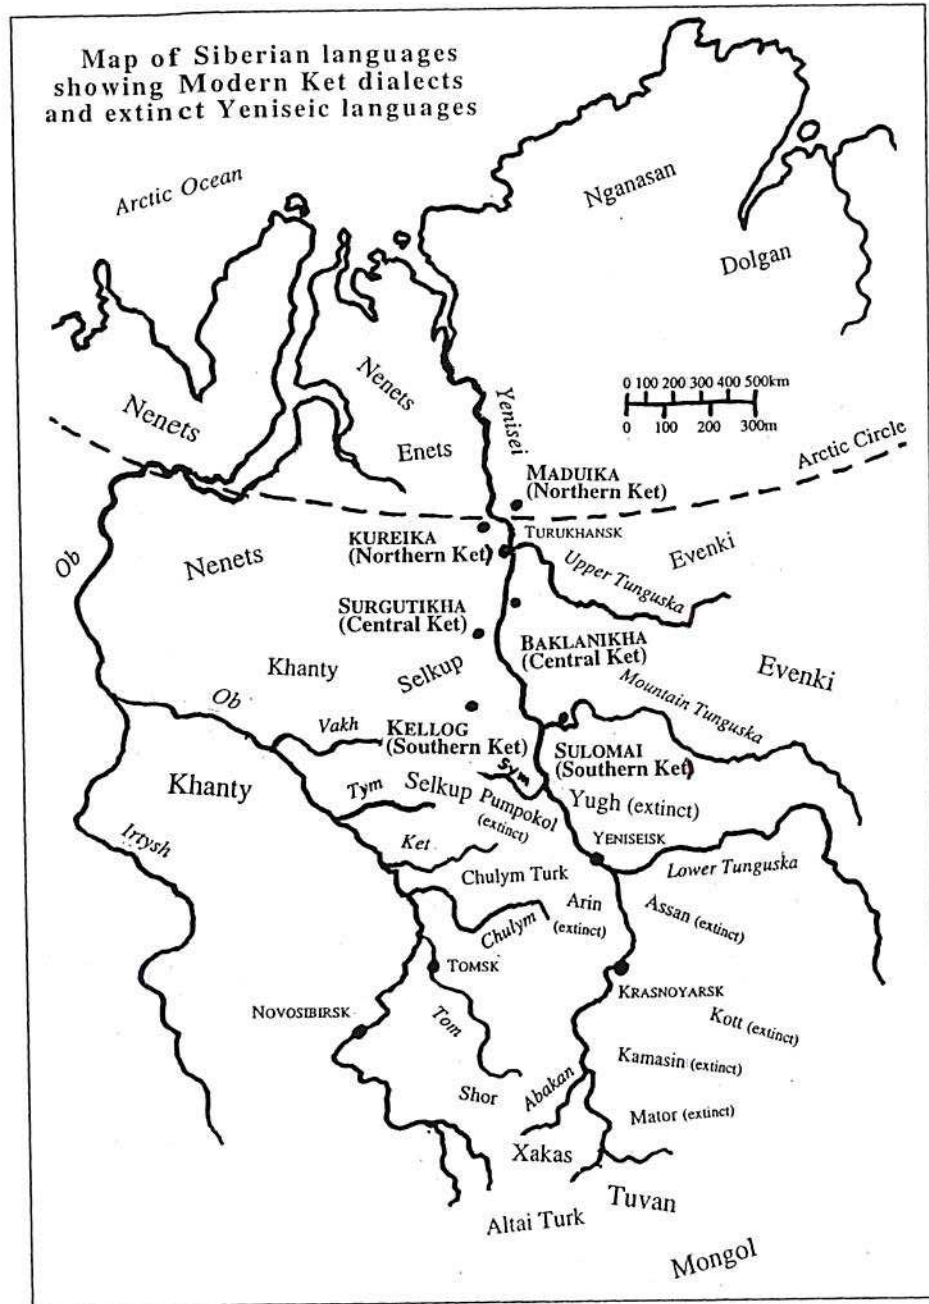 Map of Siberian languages
showing Modern Ket dialects
and extinct Yeniseic languages
Arctic Ocean
Nganasan
Dolgan
Nenets
Nenets
Enets
Yenisei
0 100 200 300 400 500km
0 100 200 300m
Arctic Circle
MADUIKA
(Northern Ket)
KUREIKA
(Northern Ket)
TURUKHANSK
Ob
Nenets
Upper Tunguska
Evenki
SURGUTIKHA
(Central Ket)
BAKLANIKHA
(Central Ket)
Evenki
Khanty
Selkup
Mountain Tunguska
Ob
Vakh
KELLOG
(Southern Ket)
SULOMAI
(Southern Ket)
Sym
Khanty
Tym
Selkup
Pumpokol
(extinct)
Yugh (extinct)
Irtysh
Ket
YENISEISK
Lower Tunguska
Chulym Turk
Chulym
Arin
(extinct)
Assan (extinct)
TOMSK
KRASNOYARSK
NOVOSIBIRSK
Tom
Kott (extinct)
Kamasin (extinct)
Shor
Abakan
Mator (extinct)
Xakas
Tuvan
Altai Turk
Mongol